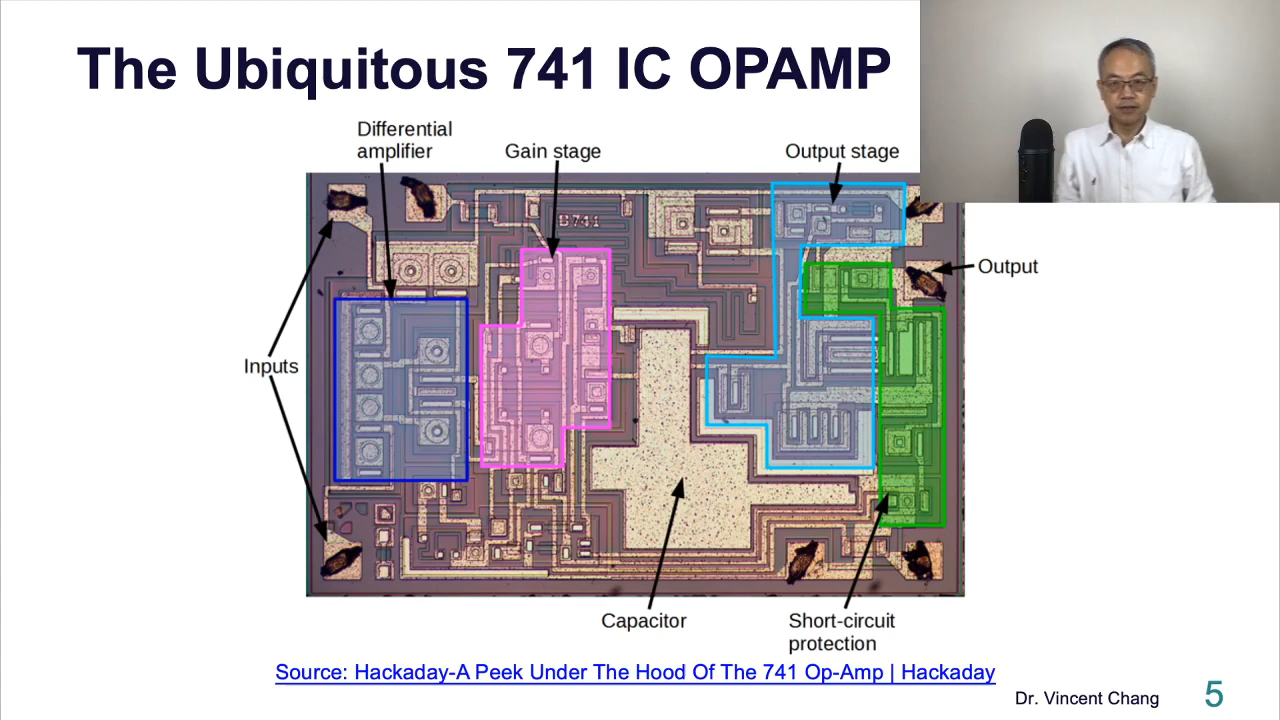 The Ubiquitous 741 IC OPAMP
Differential
amplifier
Gain stage
Output stage
Output
Inputs
Capacitor
Short-circuit
protection
Source: Hackaday-A Peek Under The Hood Of The 741 Op-Amp | Hackaday
Dr. Vincent Chang
5